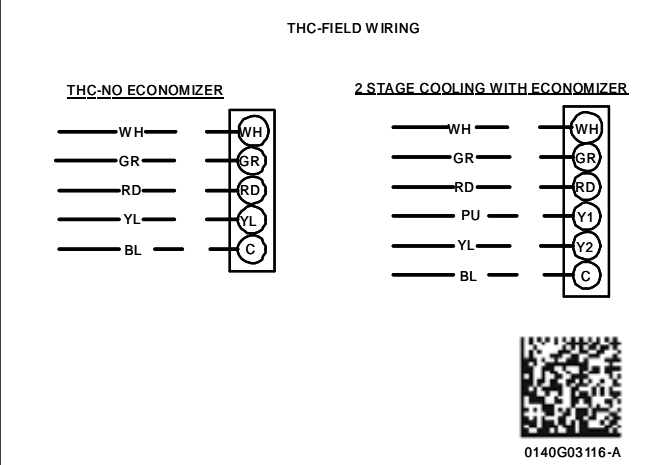 THC-FIELD WIRING
THC-NO ECONOMIZER
WH WH
GR GR
RD RD
YL YL
BL C
2 STAGE COOLING WITH ECONOMIZER
WH WH
GR GR
RD RD
PU Y1
YL Y2
BL C
0140G03116-A